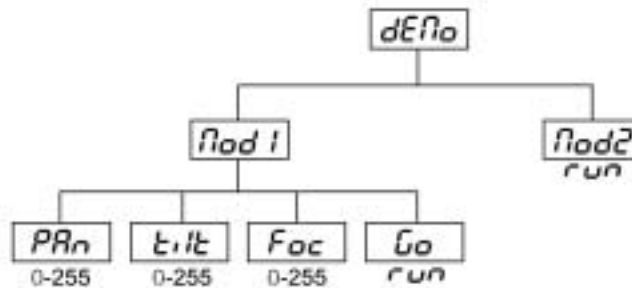 dEMo
Mod1 Mod2
run
PAn tilt Foc Go
0-255 0-255 0-255 run